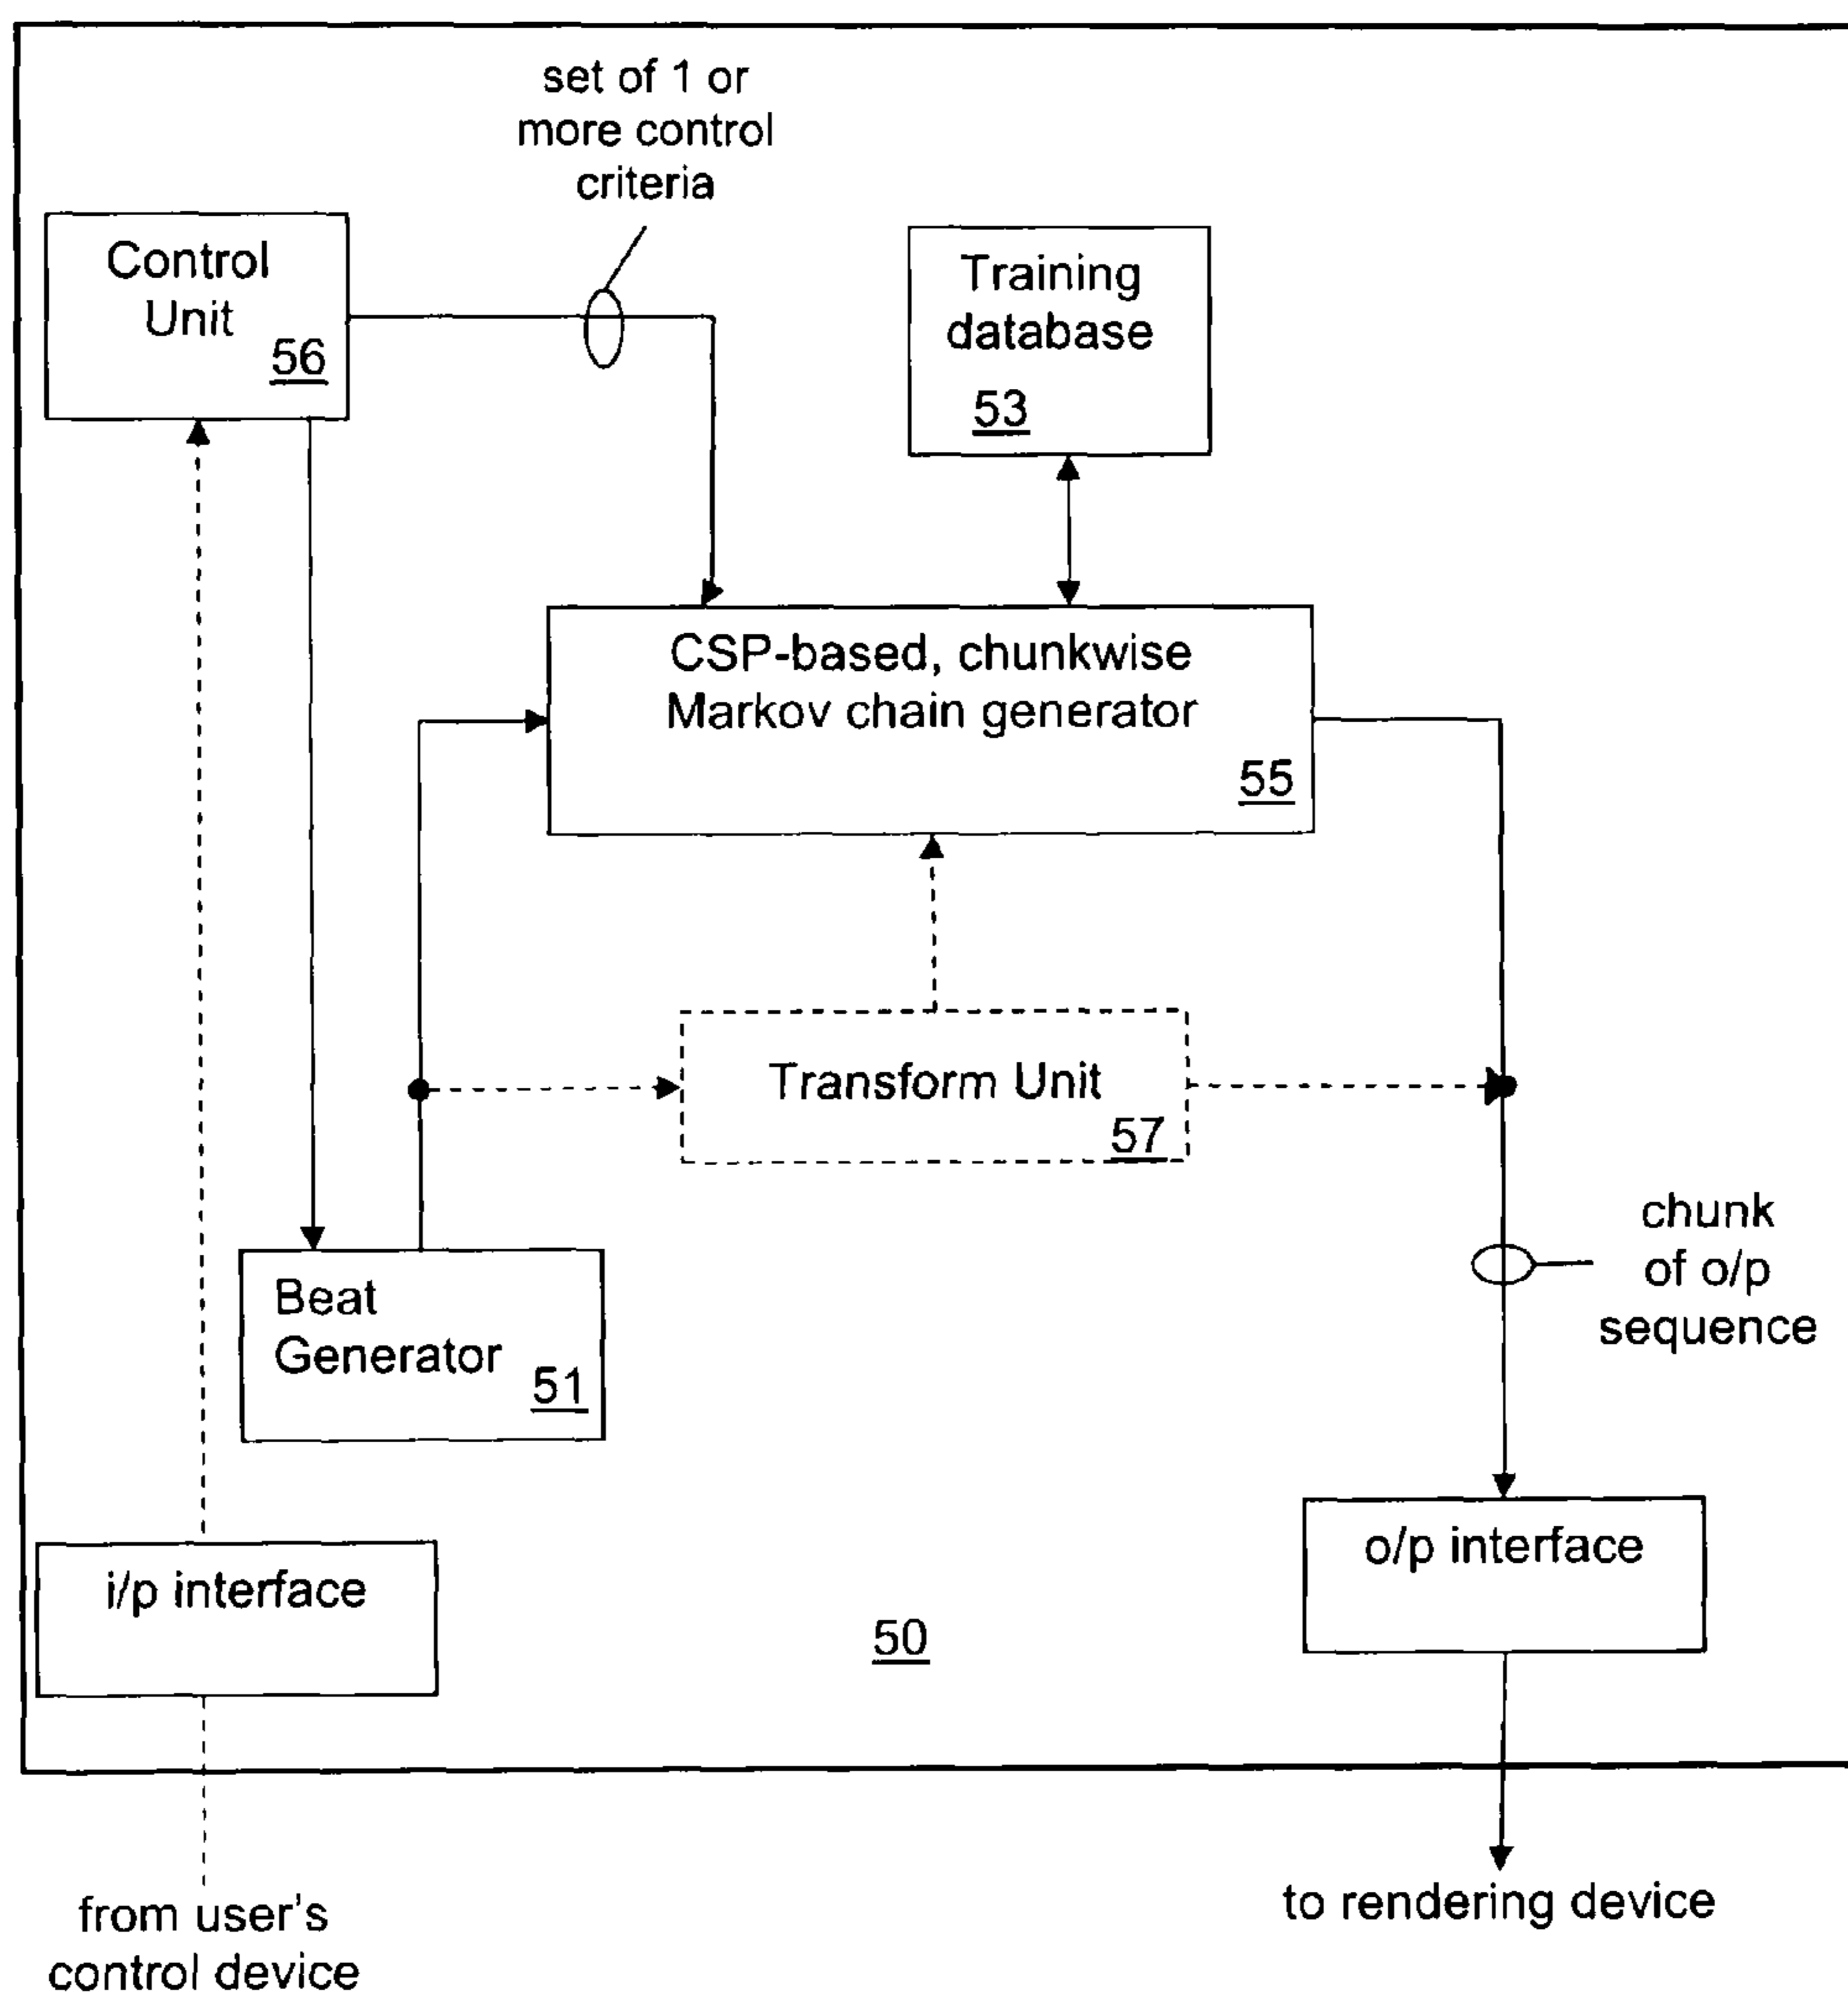 set of 1 or
more control
criteria
Control
Unit
56
Training
database
53
CSP-based, chunkwise
Markov chain generator
55
Transform Unit
57
chunk
of o/p
sequence
Beat
Generator
51
o/p interface
i/p interface
50
from user's
control device
to rendering device